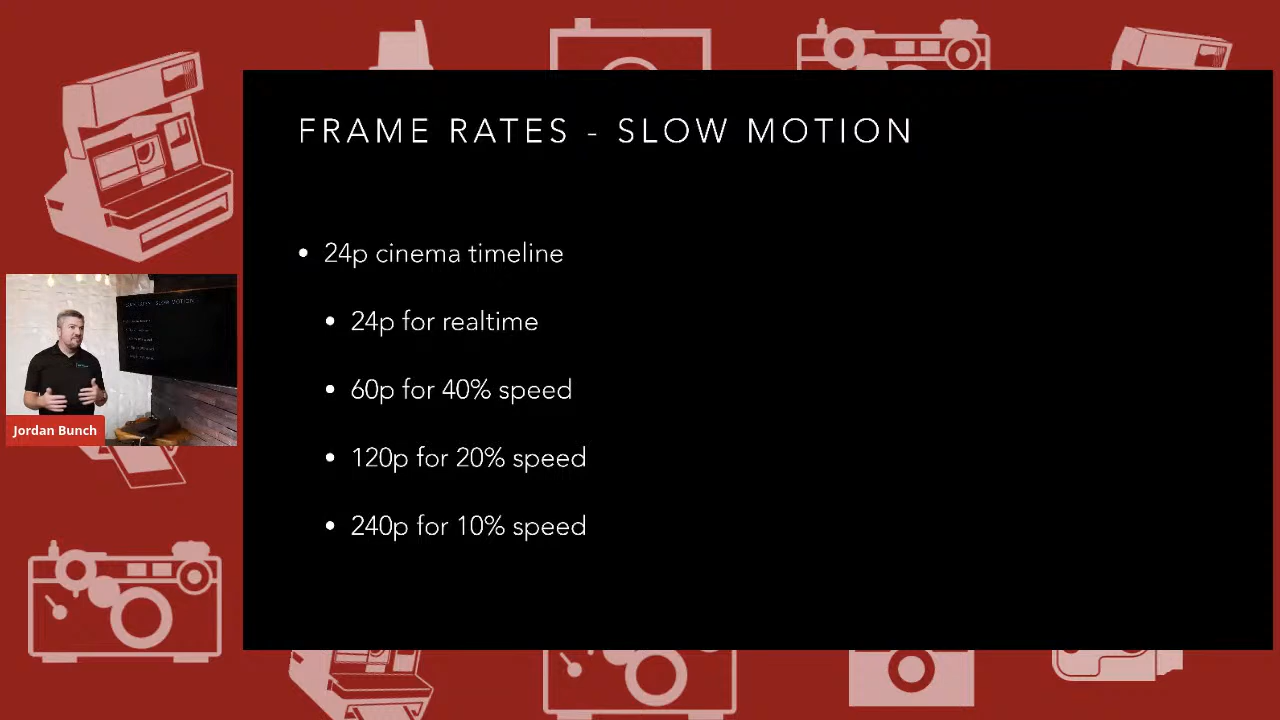 FRAME RATES - SLOW MOTION
• 24p cinema timeline
• 24p for realtime
• 60p for 40% speed
• 120p for 20% speed
• 240p for 10% speed
Jordan Bunch